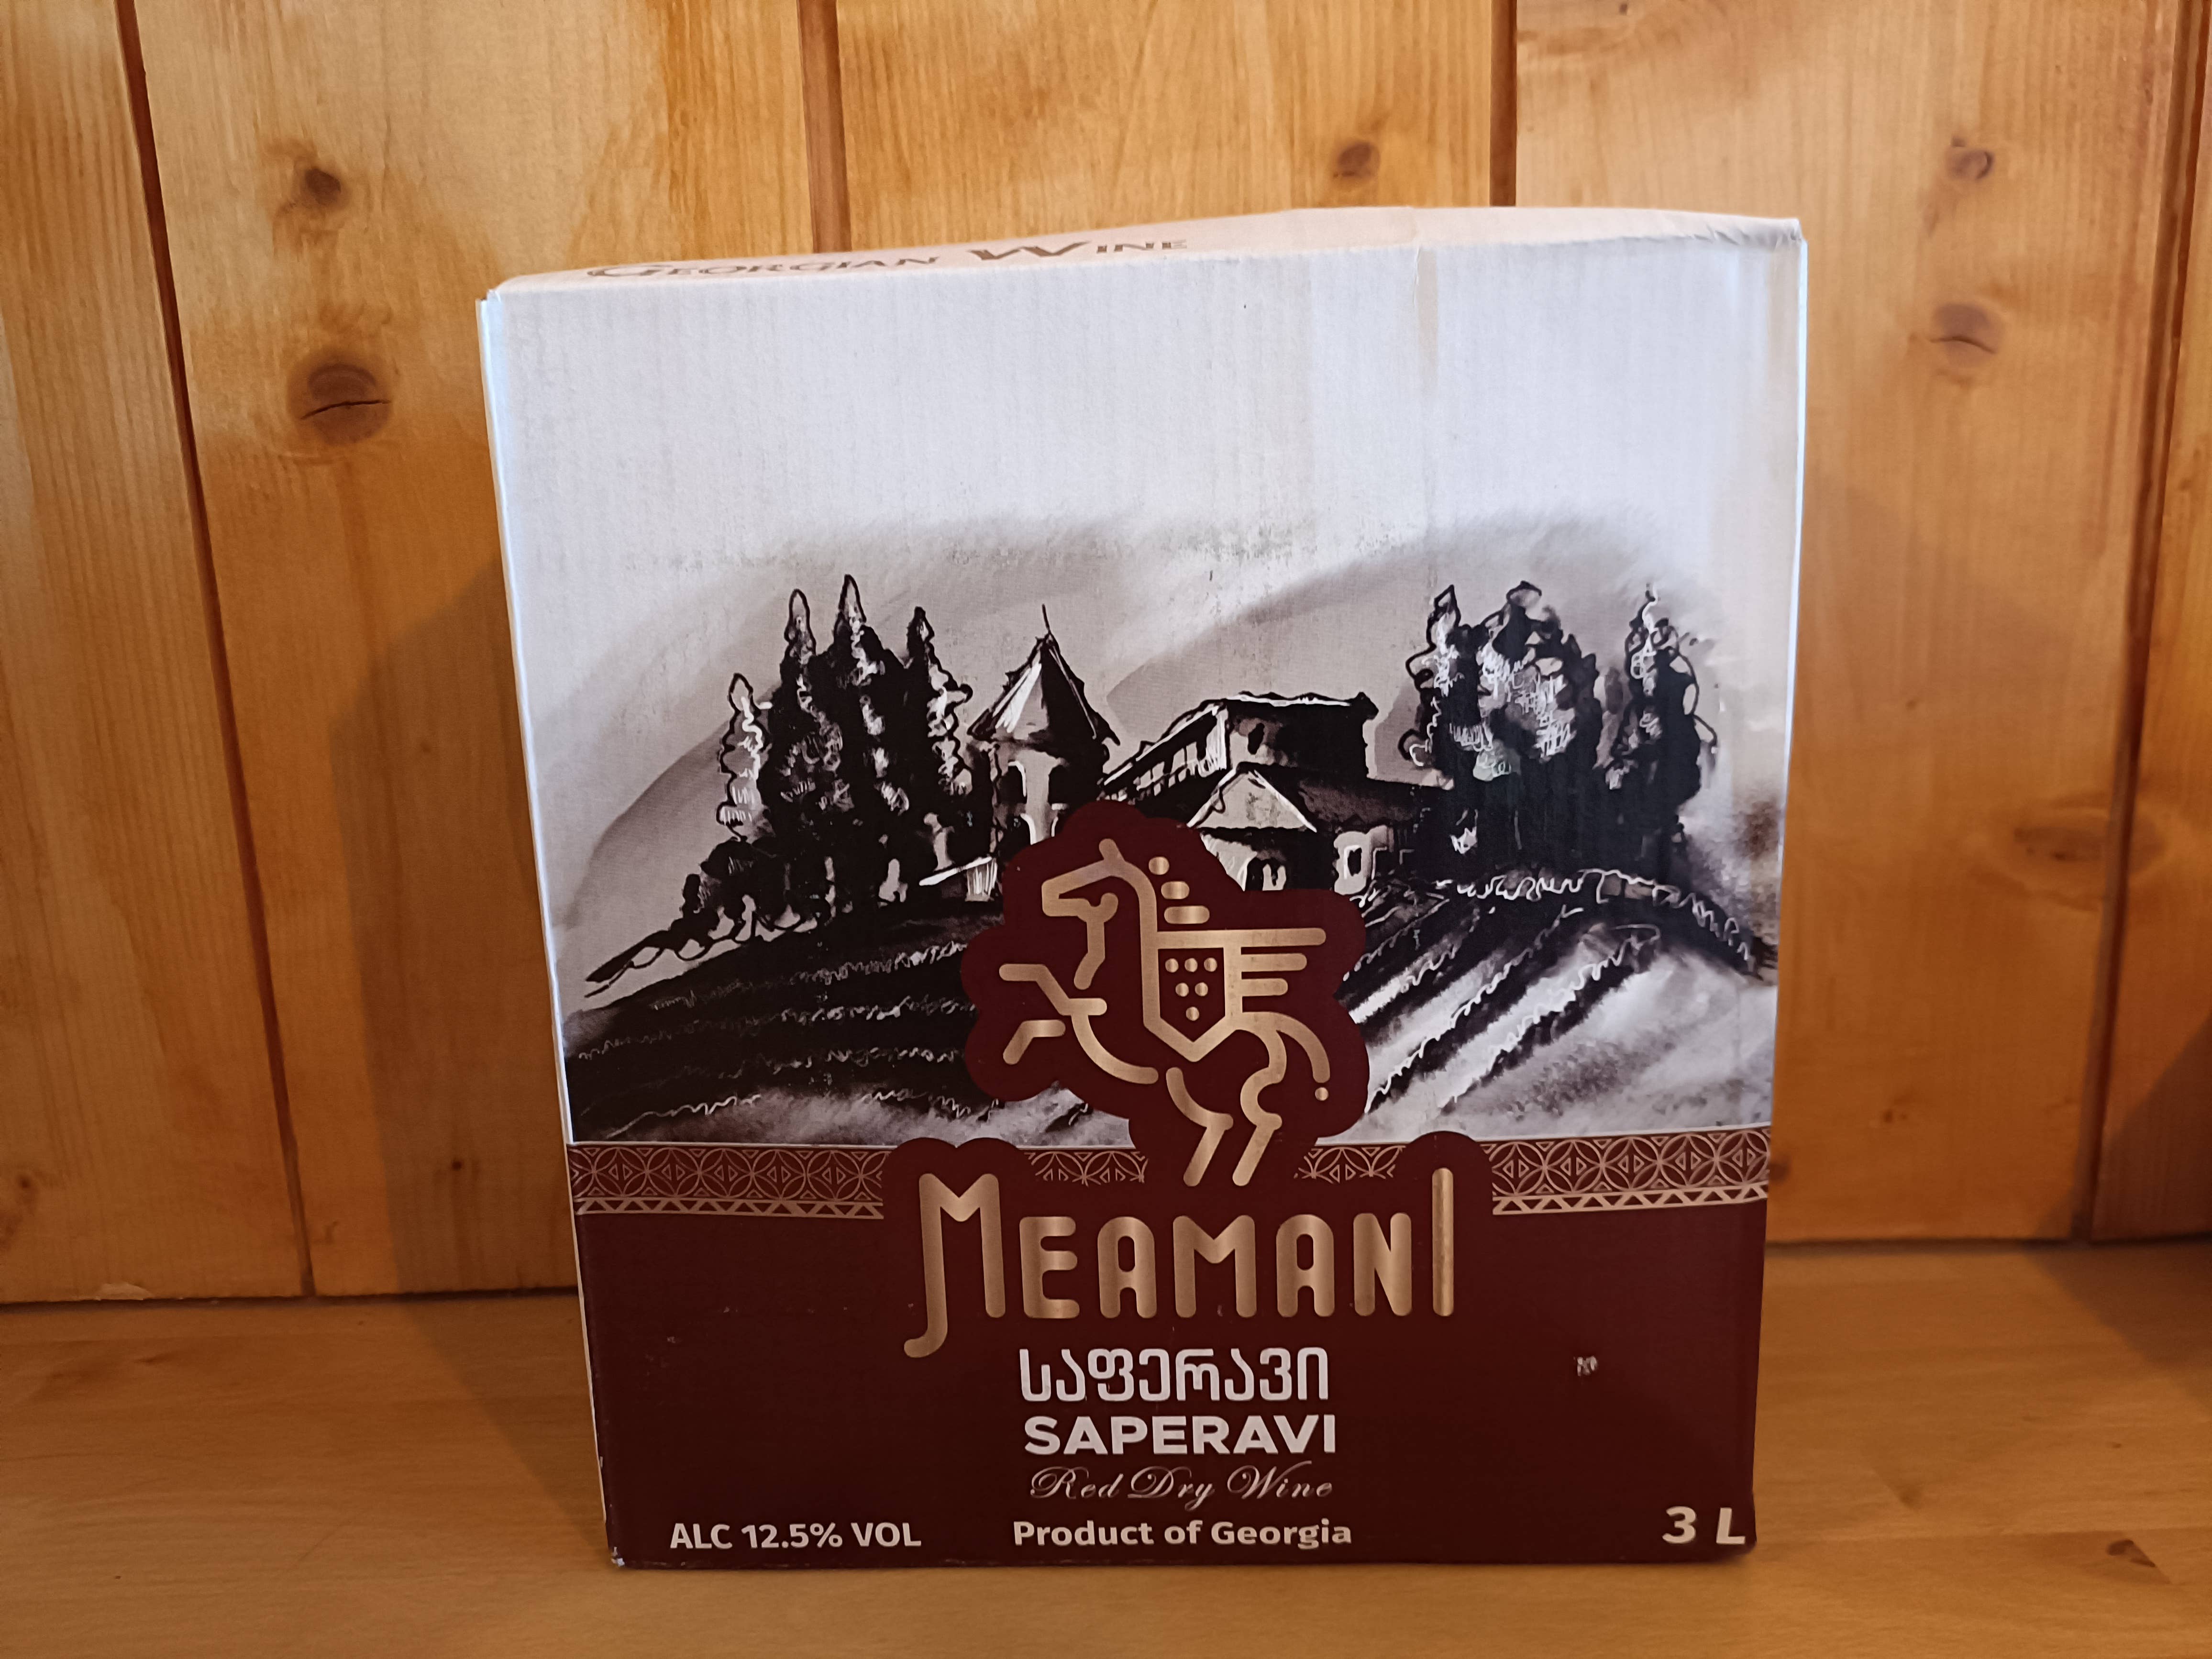 Georgian Wine
MEAMANI
საფერავი
SAPERAVI
Red Dry Wine
ALC 12.5% VOL
Product of Georgia
3 L